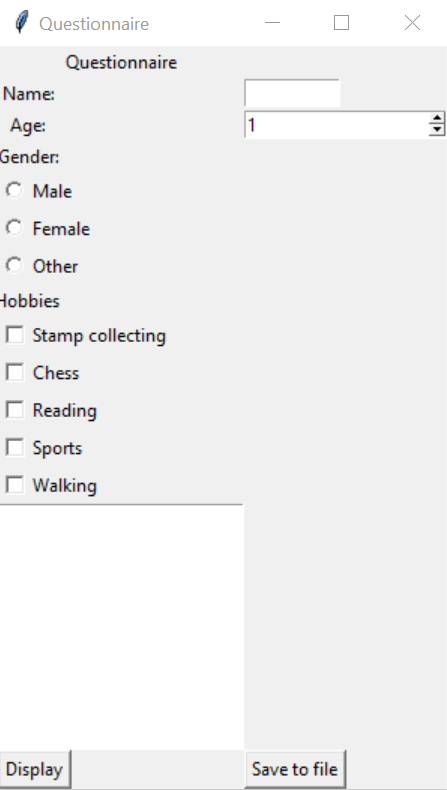 Questionnaire
Questionnaire
Name:
Age: 1
Gender:
Male
Female
Other
Hobbies
Stamp collecting
Chess
Reading
Sports
Walking
Display Save to file